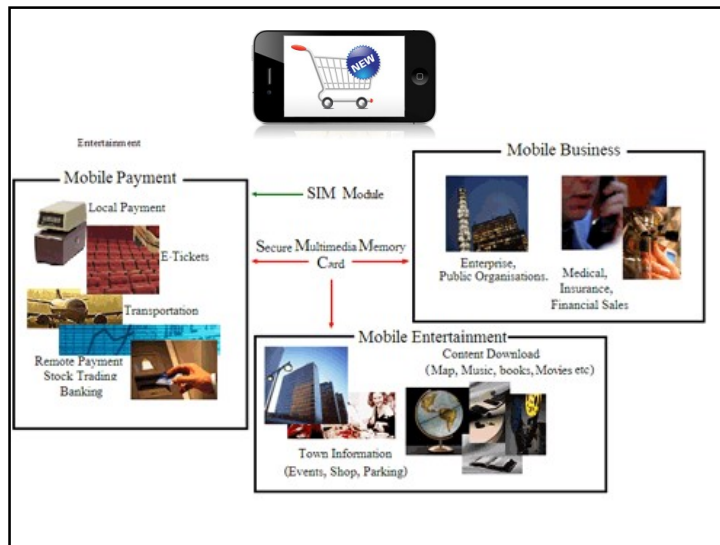 NEW
Entertainment
Mobile Payment
Local Payment
E-Tickets
Transportation
Remote Payment
Stock Trading
Banking
SIM Module
Secure Multimedia Memory
Card
Mobile Business
Enterprise,
Public Organisations.
Medical,
Insurance,
Financial Sales
Mobile Entertainment
Content Download
(Map, Music, books, Movies etc)
Town Information
(Events, Shop, Parking)